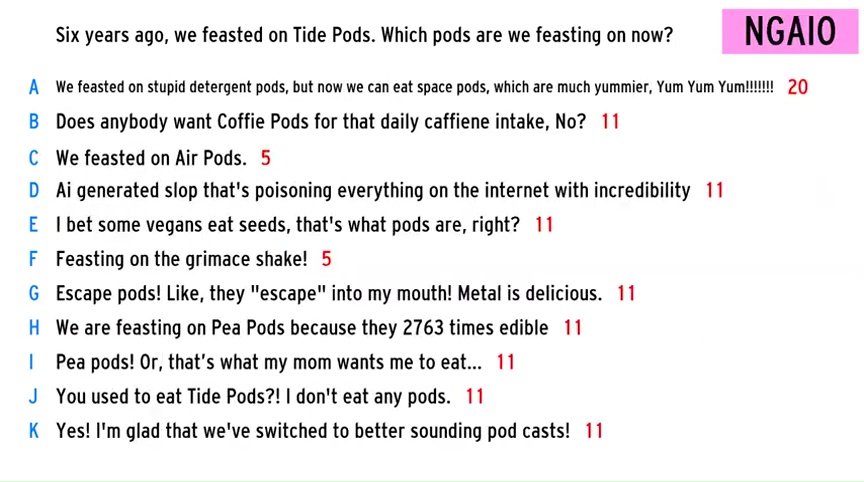 Six years ago, we feasted on Tide Pods. Which pods are we feasting on now?
NGAIO
A We feasted on stupid detergent pods, but now we can eat space pods, which are much yummier, Yum Yum Yum!!!!!!! 20
B Does anybody want Coffie Pods for that daily caffiene intake, No? 11
C We feasted on Air Pods. 5
D Ai generated slop that's poisoning everything on the internet with incredibility 11
E I bet some vegans eat seeds, that's what pods are, right? 11
F Feasting on the grimace shake! 5
G Escape pods! Like, they "escape" into my mouth! Metal is delicious. 11
H We are feasting on Pea Pods because they 2763 times edible 11
I Pea pods! Or, that’s what my mom wants me to eat... 11
J You used to eat Tide Pods?! I don't eat any pods. 11
K Yes! I'm glad that we've switched to better sounding pod casts! 11